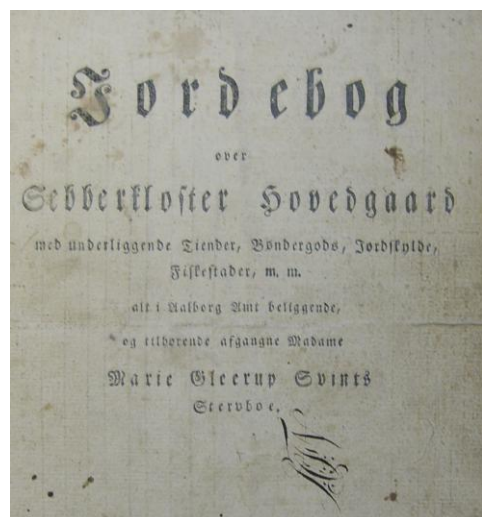 Jordebog
over
Sebberkloster Hovedgaard
med underliggende Tiender, Bøndergods, Jordskylde,
Fiskestader, m. m.
alt i Aalborg Amt beliggende,
og tilhørende afgangne Madame
Marie Gleerup Svints
Stervboe.